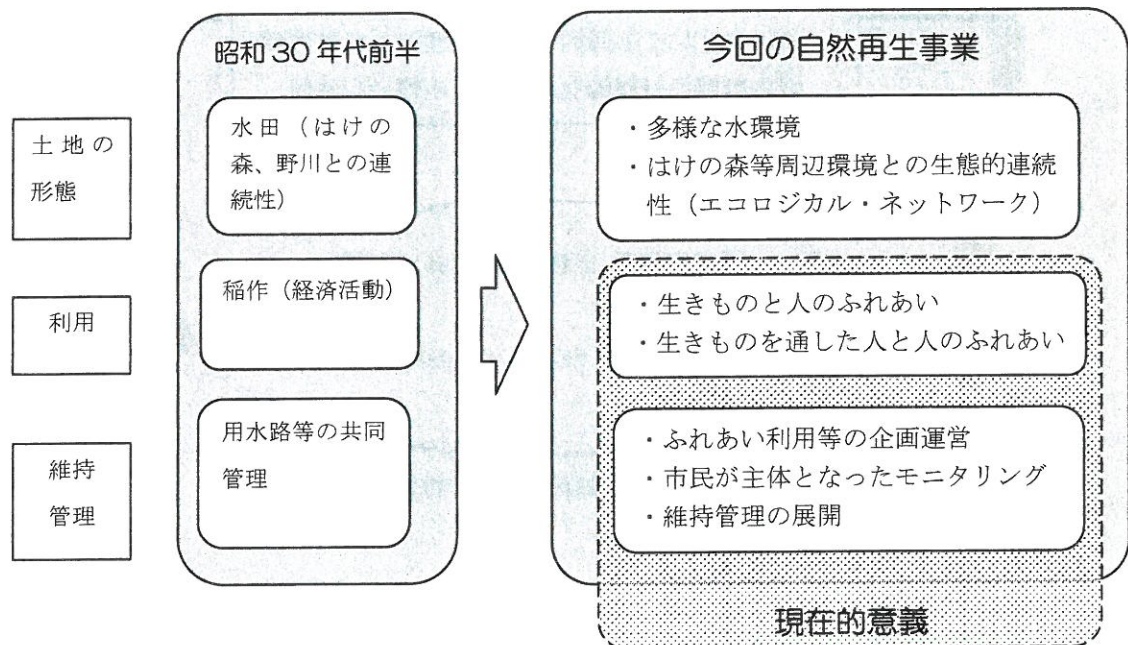 昭和30年代前半
今回の自然再生事業
土地の
形態
水田（はけの
森、野川との連
続性）
・多様な水環境
・はけの森等周辺環境との生態的連続
性（エコロジカル・ネットワーク）
利用
稲作（経済活動）
・生きものと人のふれあい
・生きものを通した人と人のふれあい
維持
管理
用水路等の共同
管理
・ふれあい利用等の企画運営
・市民が主体となったモニタリング
・維持管理の展開
現在的意義